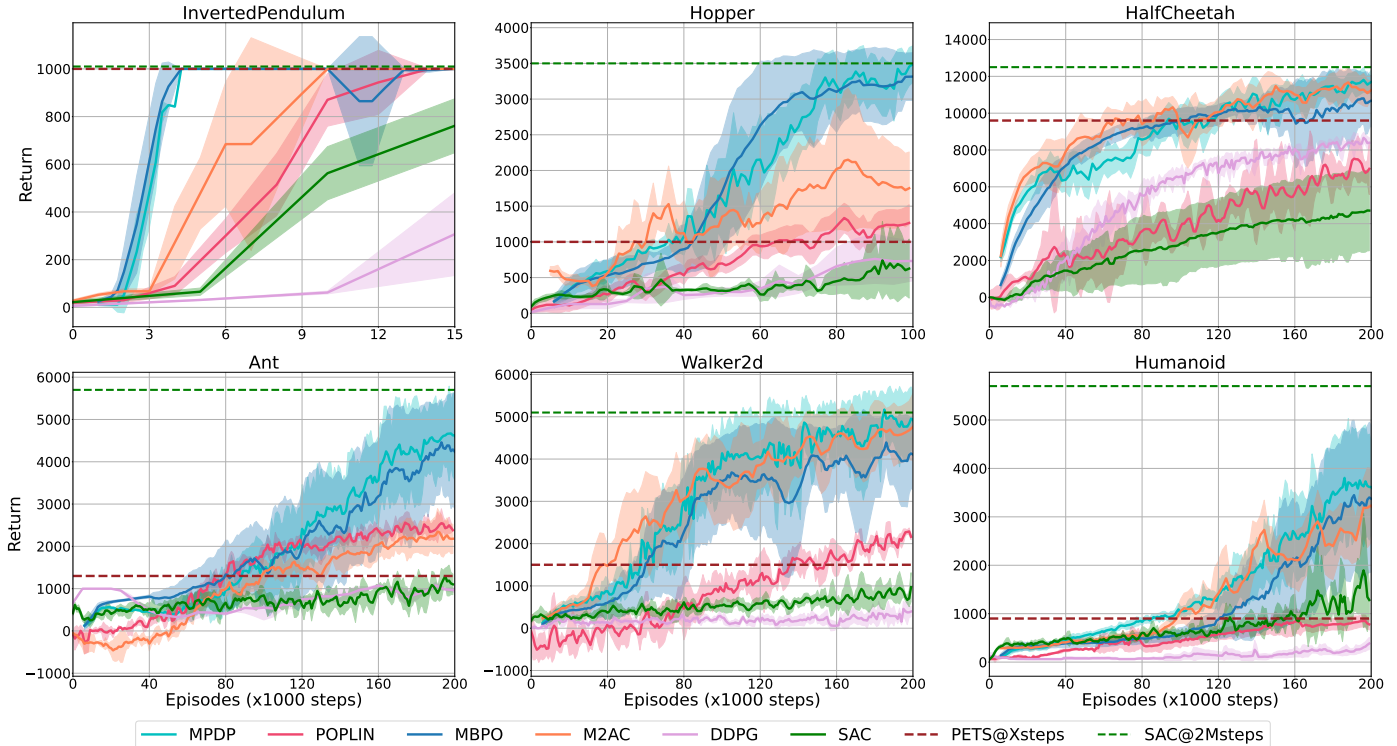 InvertedPendulum
Hopper
HalfCheetah
Return
1000
800
600
400
200
0
0 3 6 9 12 15
4000
3500
3000
2500
2000
1500
1000
500
0
0 20 40 60 80 100
14000
12000
10000
8000
6000
4000
2000
0
0 40 80 120 160 200
Ant
Walker2d
Humanoid
Return
6000
5000
4000
3000
2000
1000
0
−1000
0 40 80 120 160 200
Episodes (x1000 steps)
6000
5000
4000
3000
2000
1000
0
−1000
0 40 80 120 160 200
Episodes (x1000 steps)
5000
4000
3000
2000
1000
0
0 40 80 120 160 200
Episodes (x1000 steps)
MPDP POPLIN MBPO M2AC DDPG SAC PETS@Xsteps SAC@2Msteps